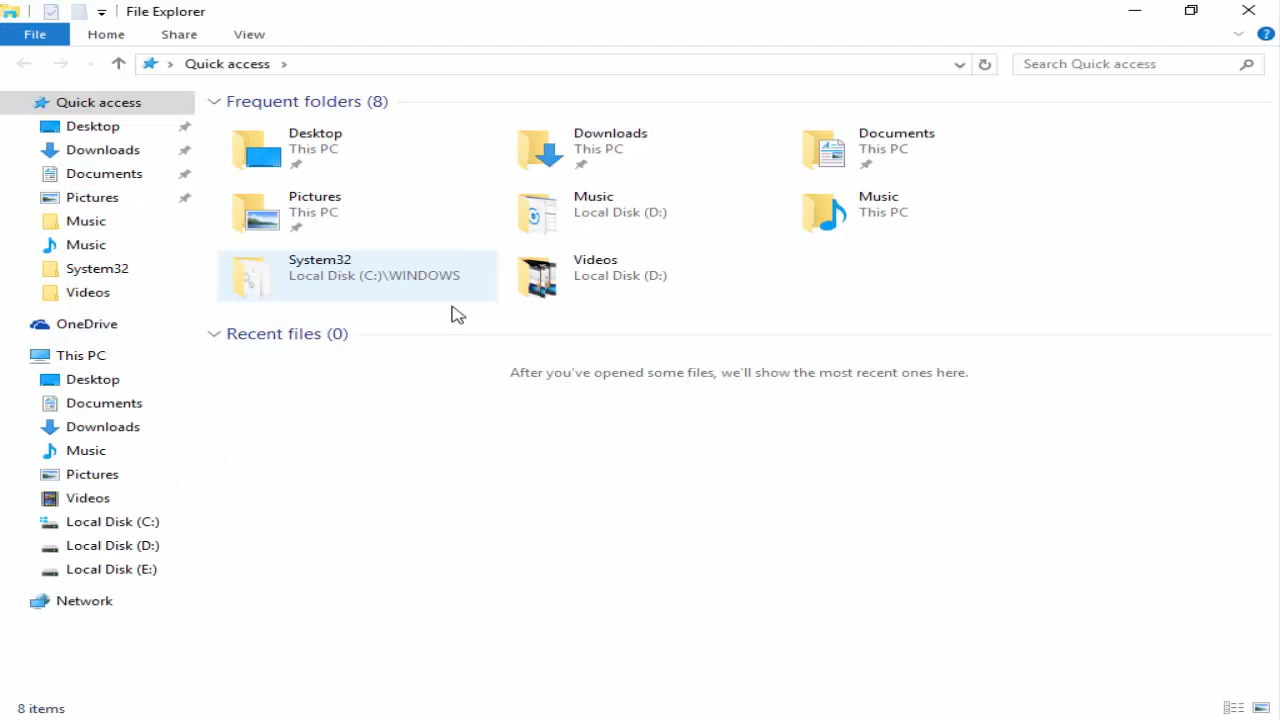 File Explorer
File Home Share View
Quick access
Search Quick access
Quick access
Desktop
Downloads
Documents
Pictures
Music
Music
System32
Videos
OneDrive
This PC
Desktop
Documents
Downloads
Music
Pictures
Videos
Local Disk (C:)
Local Disk (D:)
Local Disk (E:)
Network
Frequent folders (8)
Desktop
This PC
Downloads
This PC
Documents
This PC
Pictures
This PC
Music
Local Disk (D:)
Music
This PC
System32
Local Disk (C:)\WINDOWS
Videos
Local Disk (D:)
Recent files (0)
After you've opened some files, we'll show the most recent ones here.
8 items